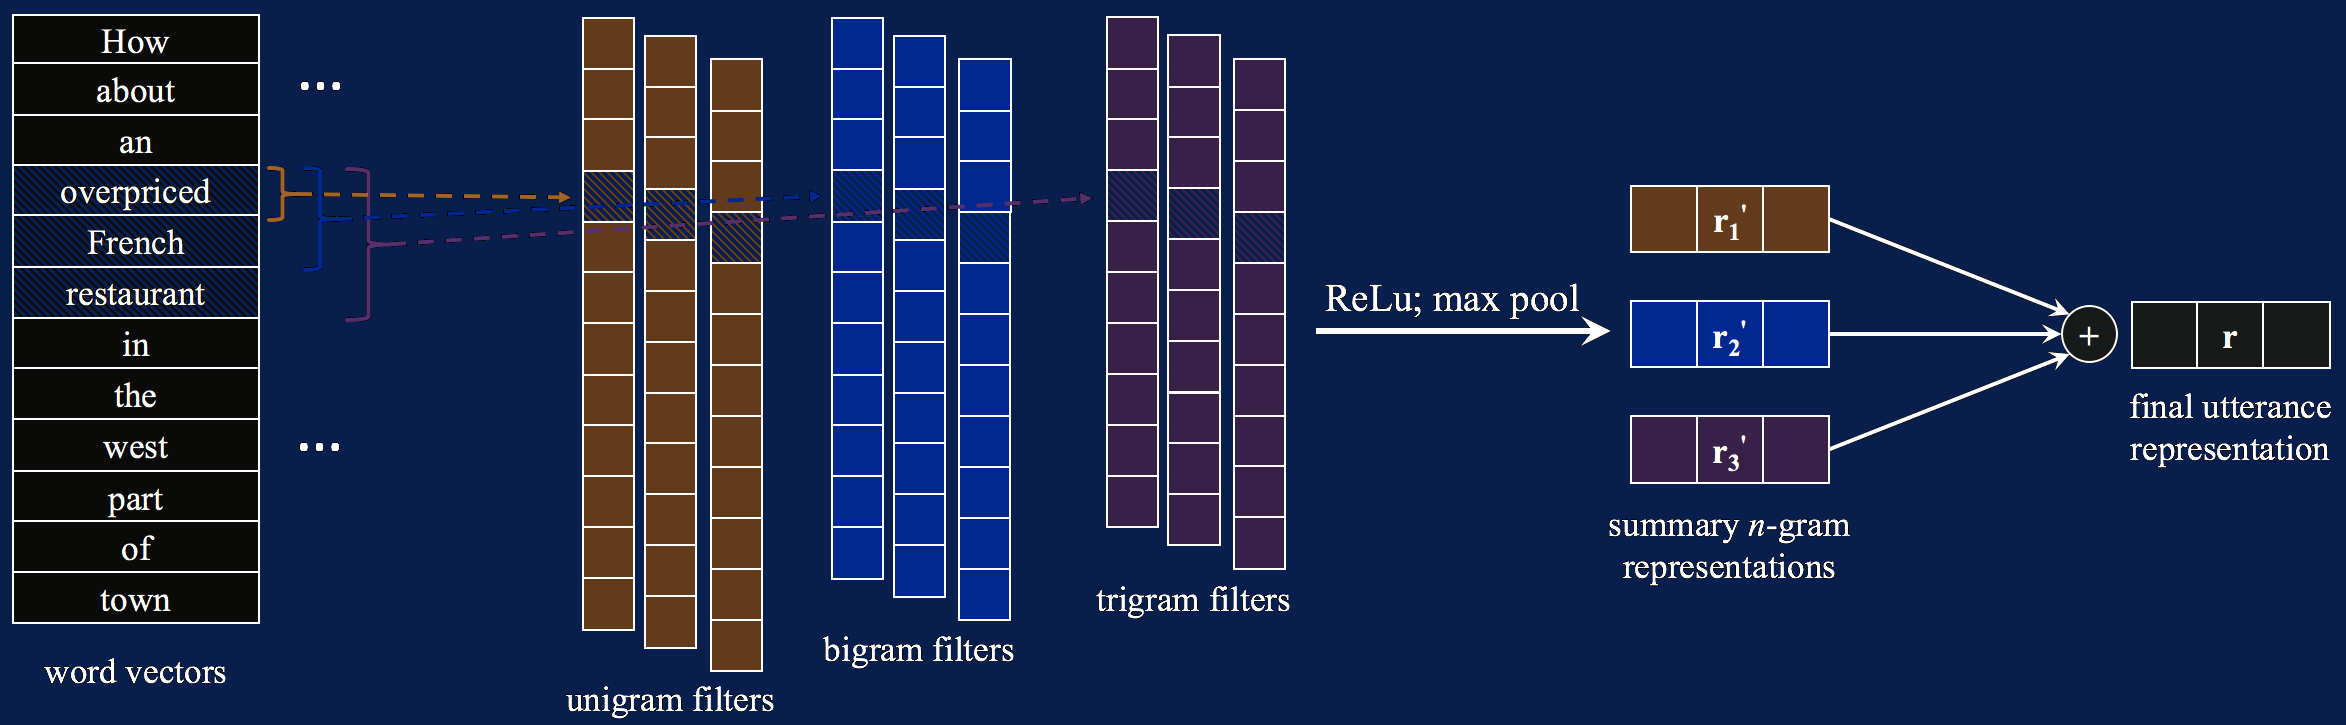 How
about
an
overpriced
French
restaurant
in
the
west
part
of
town
word vectors
...
...
unigram filters
bigram filters
trigram filters
ReLu; max pool
r₁'
r₂'
r₃'
summary n-gram
representations
+
r
final utterance
representation